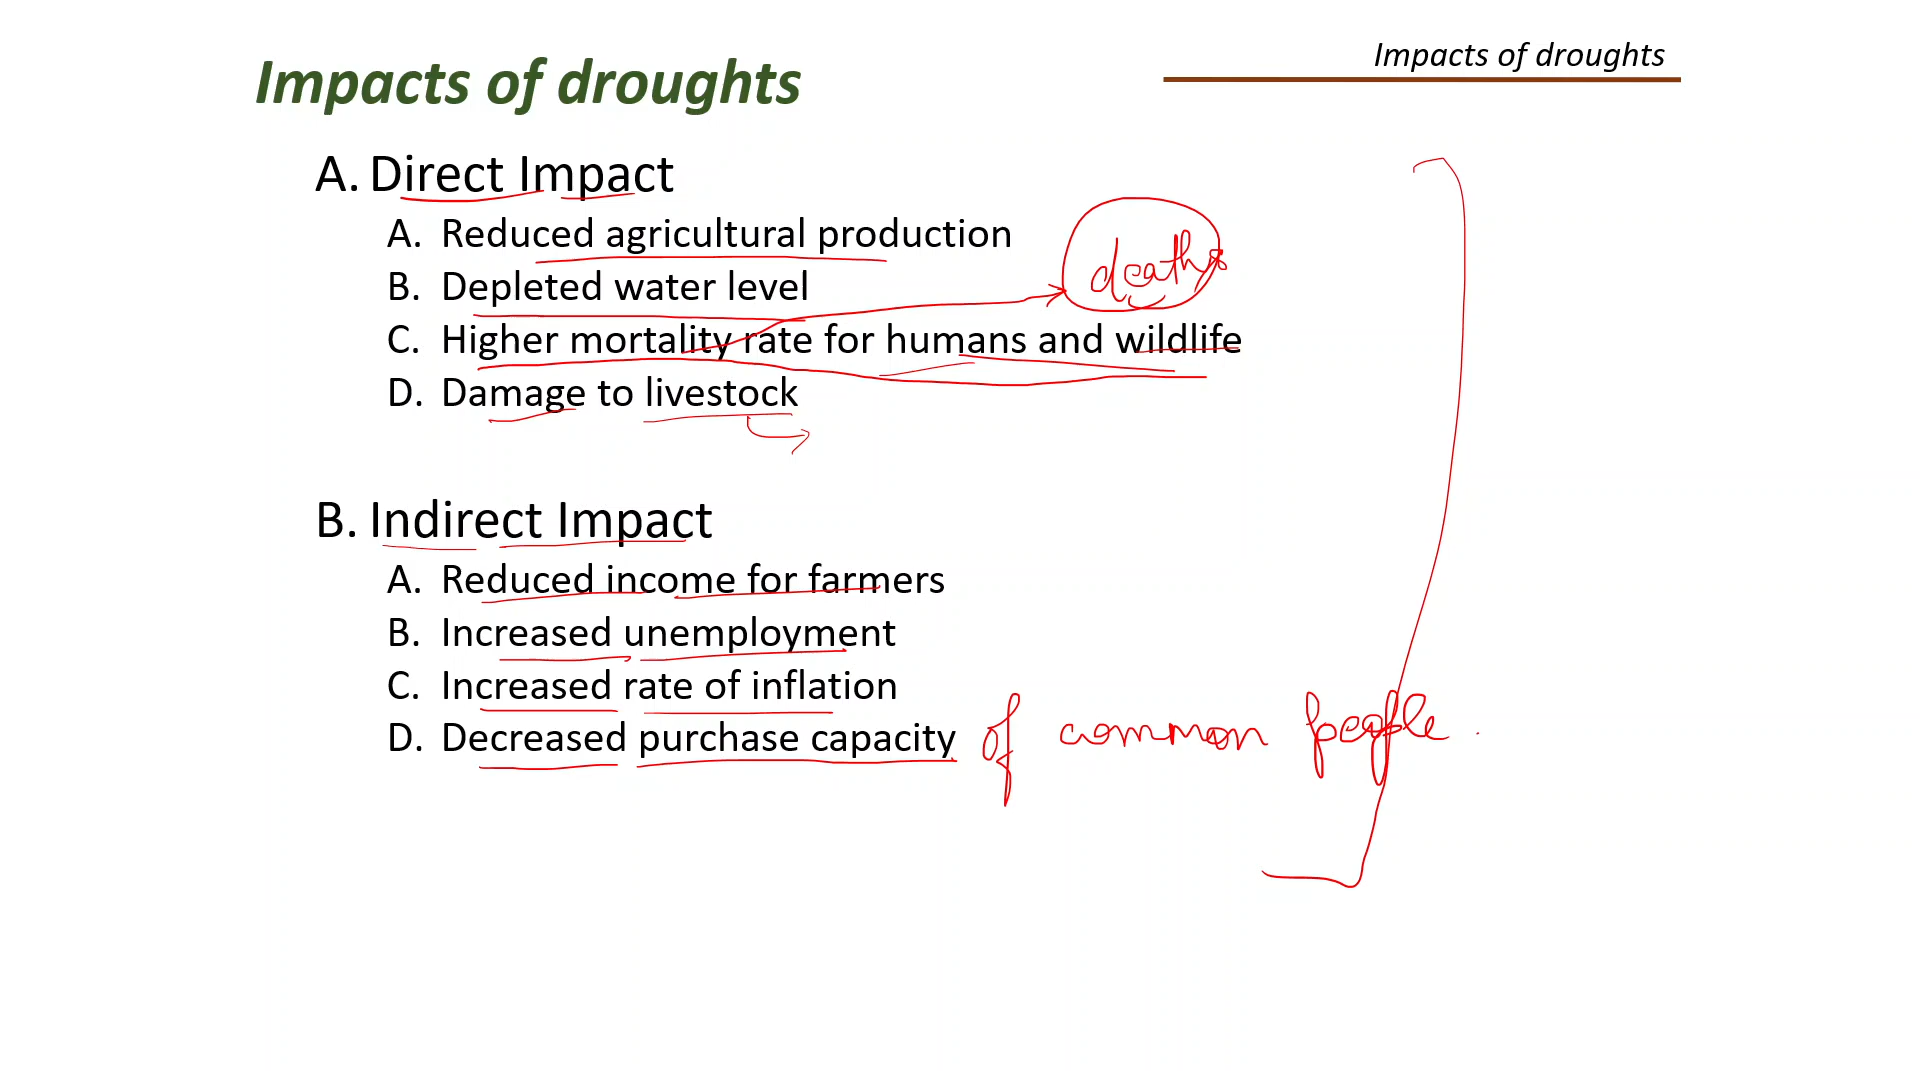 Impacts of droughts
Impacts of droughts
A. Direct Impact
A. Reduced agricultural production
deaths
B. Depleted water level
C. Higher mortality rate for humans and wildlife
D. Damage to livestock
B. Indirect Impact
A. Reduced income for farmers
B. Increased unemployment
C. Increased rate of inflation
D. Decreased purchase capacity of common people.